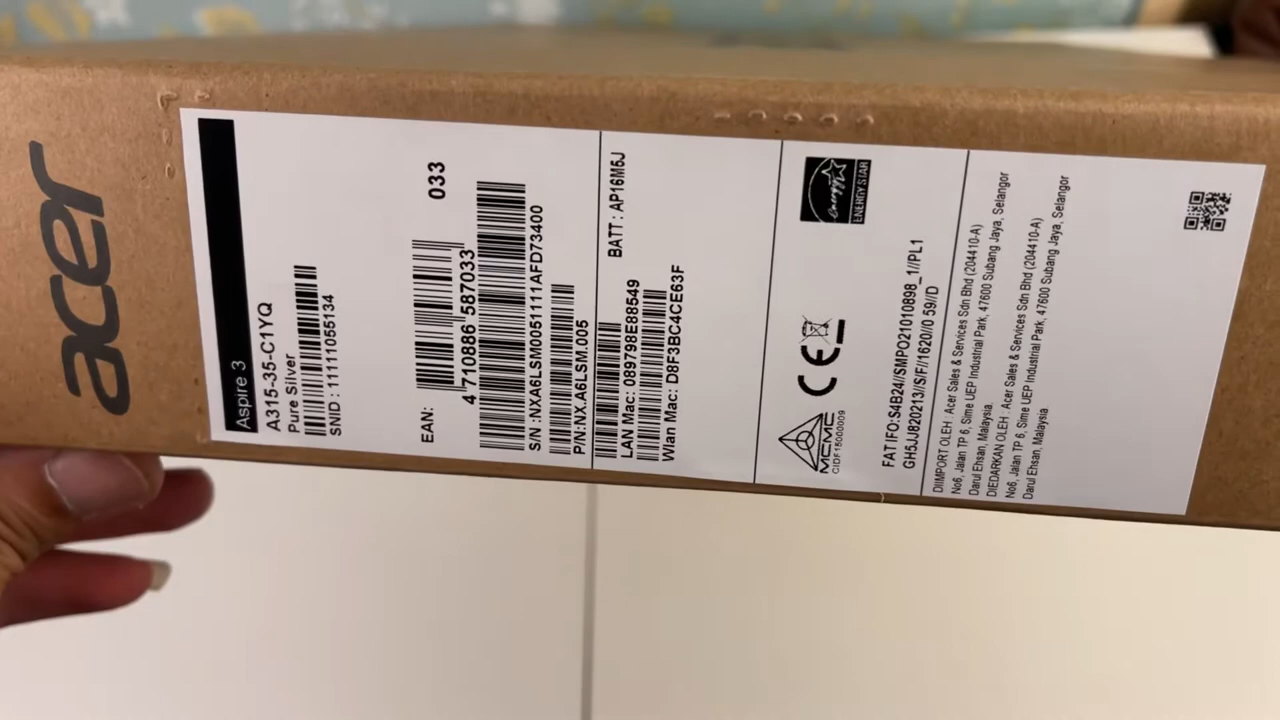 acer
Aspire 3
A315-35-C1YQ
Pure Silver
SNID : 11111055134
033
EAN:
4 710886 587033
S/N :NXA6LSM0051111AFD73400
P/N:NX.A6LSM.005
LAN Mac: 089798E88549
BATT : AP16M5J
Wlan Mac: D8F3BC4CE63F
energy
ENERGY STAR
CE
MCMC
CIDF15000009
FATIFO:S4B24//SMPO2101010898_1//PL1
GH5JJ820213/S/F//1620//0 59//D
DIIMPORT OLEH : Acer Sales & Services Sdn Bhd (204410-A)
No6, Jalan TP 6, Sime UEP Industrial Park, 47600 Subang Jaya, Selangor
Darul Ehsan, Malaysia.
DIEDARKAN OLEH : Acer Sales & Services Sdn Bhd (204410-A)
No6, Jalan TP 6, Sime UEP Industrial Park, 47600 Subang Jaya, Selangor
Darul Ehsan, Malaysia